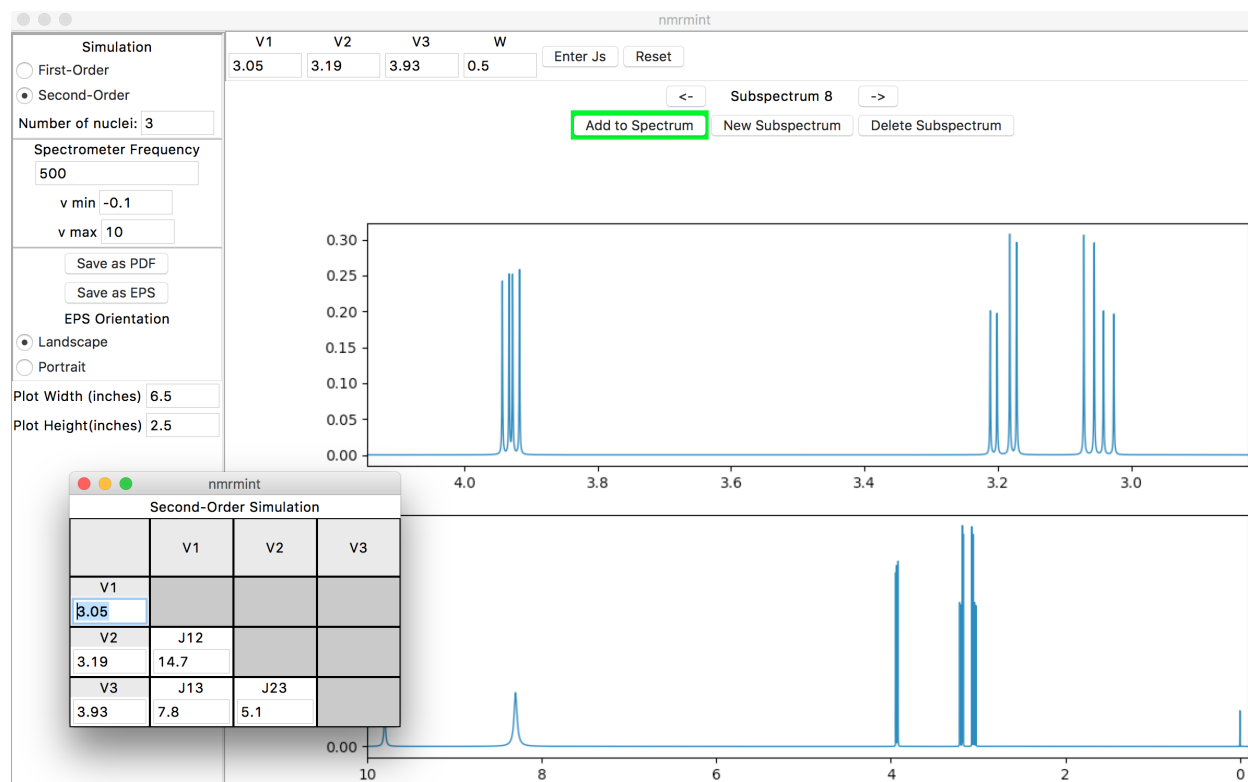 nmrmint
Simulation
First-Order
Second-Order
Number of nuclei: 3
Spectrometer Frequency
500
v min -0.1
v max 10
Save as PDF
Save as EPS
EPS Orientation
Landscape
Portrait
Plot Width (inches) 6.5
Plot Height(inches) 2.5
V1 V2 V3 W
3.05 3.19 3.93 0.5 Enter Js Reset
<- Subspectrum 8 ->
Add to Spectrum New Subspectrum Delete Subspectrum
0.30
0.25
0.20
0.15
0.10
0.05
0.00
4.0 3.8 3.6 3.4 3.2 3.0
nmrmint
Second-Order Simulation
V1 V2 V3
V1
3.05
V2 J12
3.19 14.7
V3 J13 J23
3.93 7.8 5.1
0.00
10 8 6 4 2 0